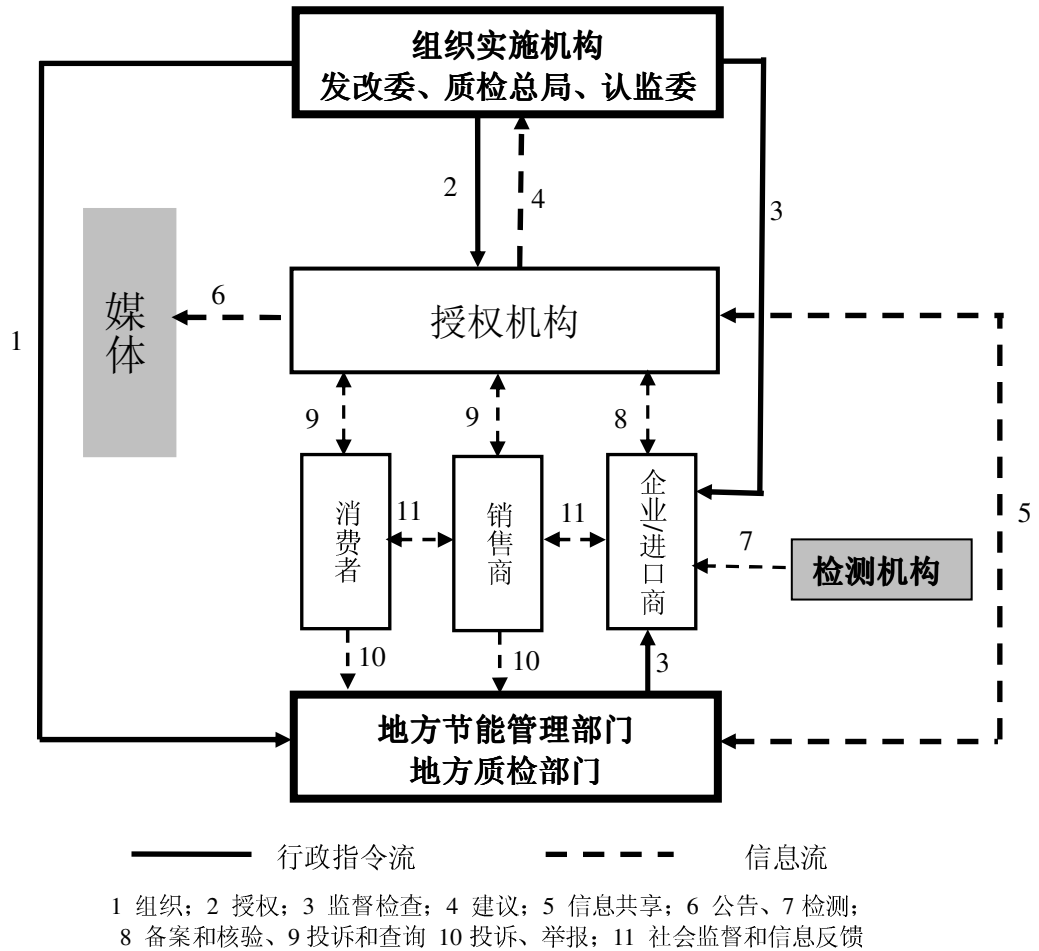 组织实施机构
发改委、质检总局、认监委
2
4
3
媒体
6
授权机构
1
9
9
8
消费者
11
销售商
11
企业/进口商
7
检测机构
5
10
10
3
地方节能管理部门
地方质检部门
行政指令流
信息流
1 组织；2 授权；3 监督检查；4 建议；5 信息共享；6 公告、7 检测；
8 备案和核验、9 投诉和查询 10 投诉、举报；11 社会监督和信息反馈